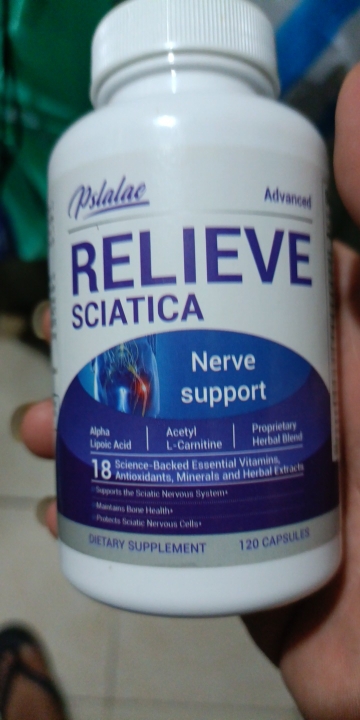 Pslalae
Advanced
RELIEVE
SCIATICA
Nerve
support
Alpha
Lipoic Acid
Acetyl
L-Carnitine
Proprietary
Herbal Blend
18 Science-Backed Essential Vitamins,
Antioxidants, Minerals and Herbal Extracts
Supports the Sciatic Nervous System*
Maintains Bone Health*
Protects Sciatic Nervous Cells*
DIETARY SUPPLEMENT
120 CAPSULES